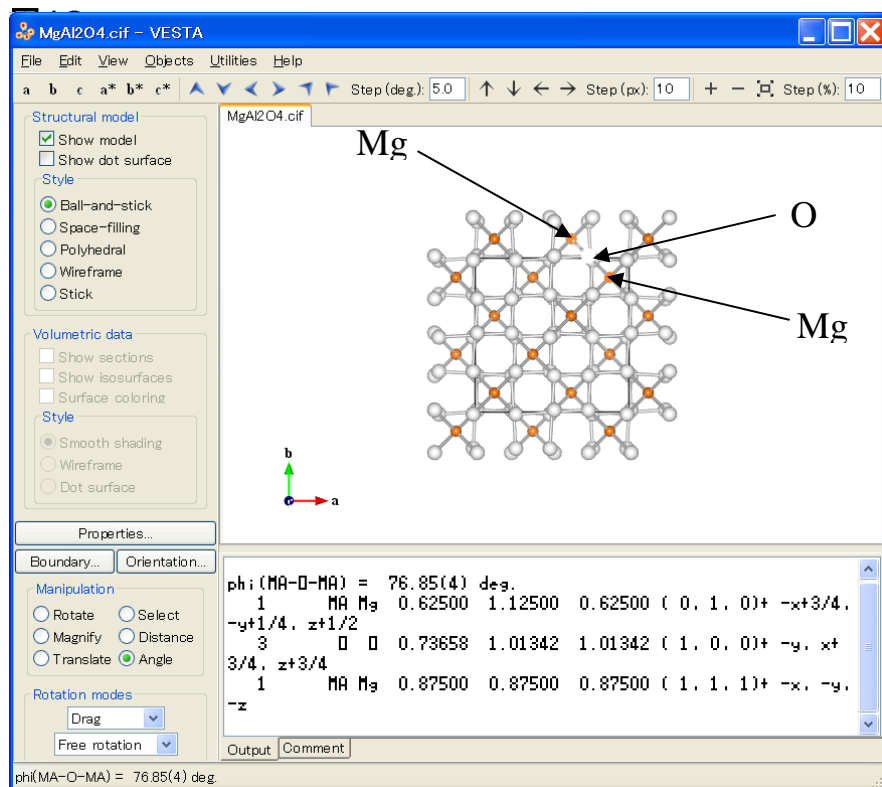 MgAl2O4.cif - VESTA
File Edit View Objects Utilities Help
a b c a* b* c* Step(deg.): 5.0 Step(px): 10 Step(%): 10
Structural model
Show model
Show dot surface
Style
Ball-and-stick
Space-filling
Polyhedral
Wireframe
Stick
Volumetric data
Show sections
Show isosurfaces
Surface coloring
Style
Smooth shading
Wireframe
Dot surface
Properties...
Boundary... Orientation...
Manipulation
Rotate Select
Magnify Distance
Translate Angle
Rotation modes
Drag
Free rotation
MgAl2O4.cif
Mg
O
Mg
b
a
phi(MA-O-MA) = 76.85(4) deg.
1 MA Mg 0.62500 1.12500 0.62500 ( 0, 1, 0)+ -x+3/4,
-y+1/4, z+1/2
3 O O 0.73658 1.01342 1.01342 ( 1, 0, 0)+ -y, x+
3/4, z+3/4
1 MA Mg 0.87500 0.87500 0.87500 ( 1, 1, 1)+ -x, -y,
-z
Output Comment
phi(MA-O-MA) = 76.85(4) deg.